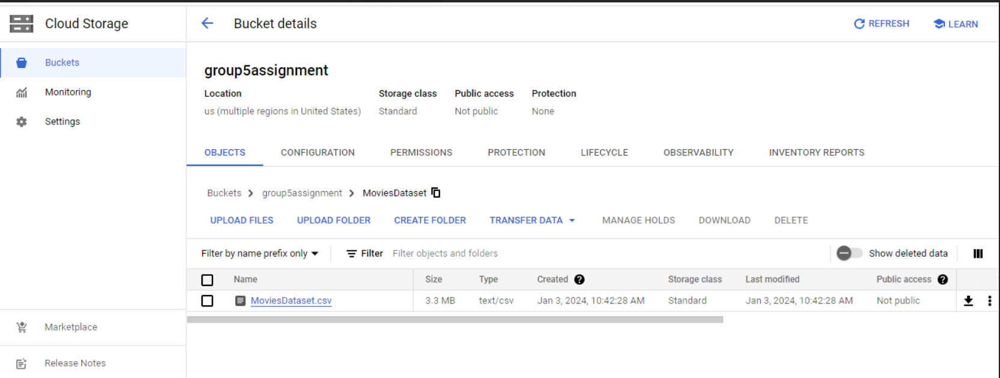 Cloud Storage
Bucket details
REFRESH
LEARN
Buckets
Monitoring
Settings
Marketplace
Release Notes
group5assignment
Location Storage class Public access Protection
us (multiple regions in United States) Standard Not public None
OBJECTS CONFIGURATION PERMISSIONS PROTECTION LIFECYCLE OBSERVABILITY INVENTORY REPORTS
Buckets > group5assignment > MoviesDataset
UPLOAD FILES UPLOAD FOLDER CREATE FOLDER TRANSFER DATA MANAGE HOLDS DOWNLOAD DELETE
Filter by name prefix only Filter Filter objects and folders Show deleted data
Name Size Type Created Storage class Last modified Public access
MoviesDataset.csv 3.3 MB text/csv Jan 3, 2024, 10:42:28 AM Standard Jan 3, 2024, 10:42:28 AM Not public